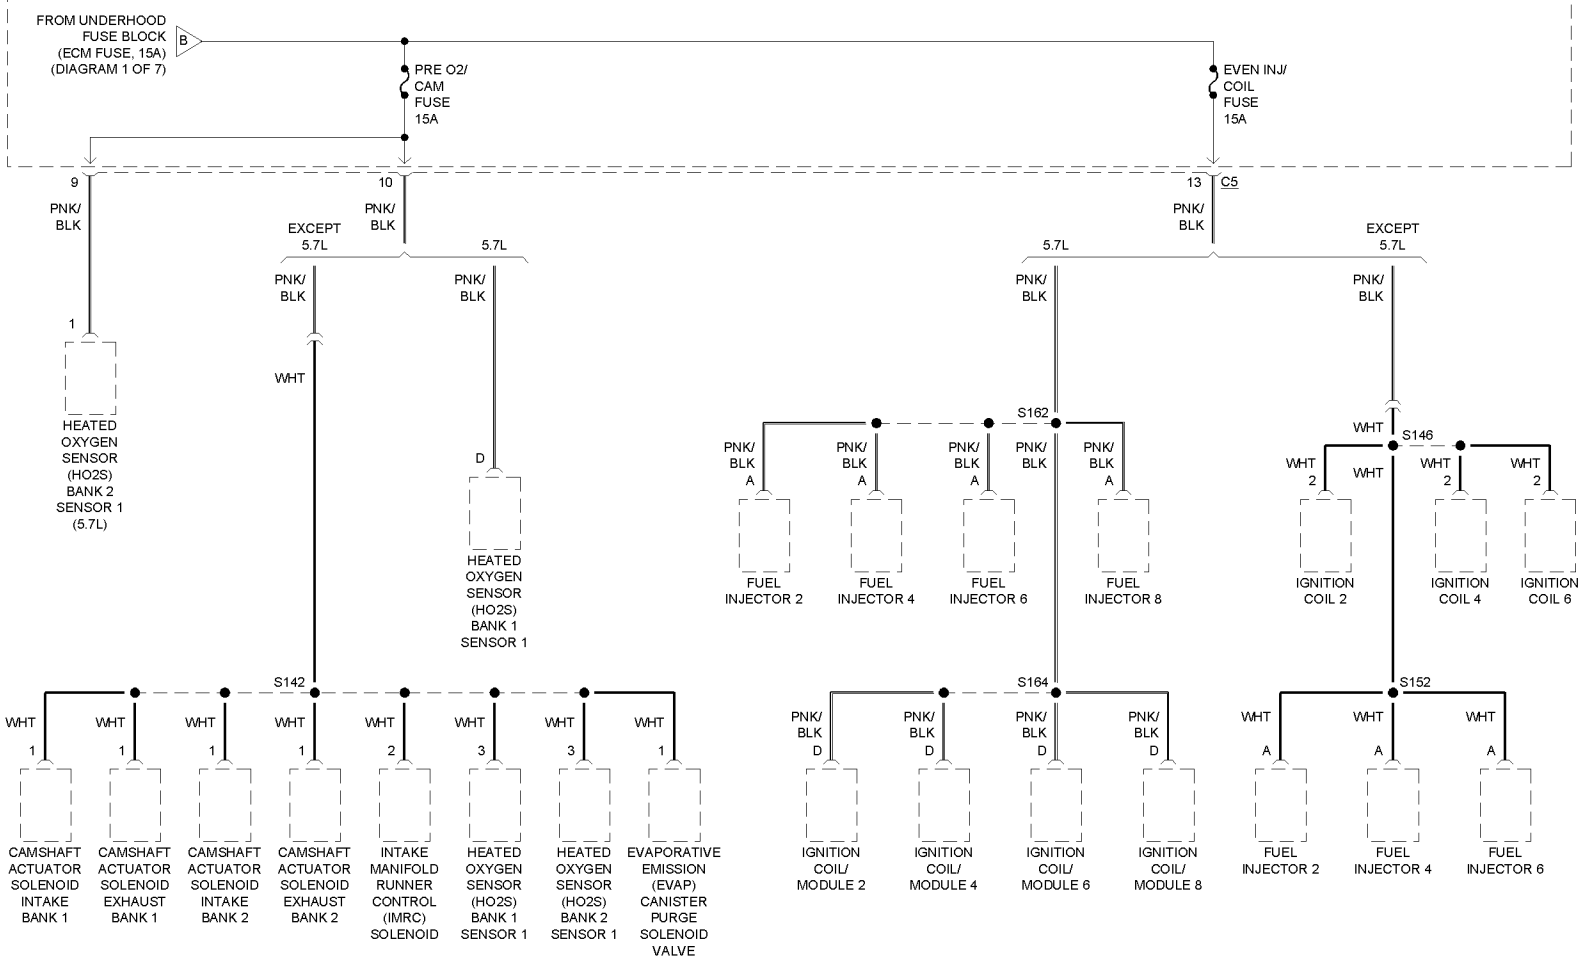 FROM UNDERHOOD
FUSE BLOCK
(ECM FUSE, 15A)
(DIAGRAM 1 OF 7)
B
PRE O2/
CAM
FUSE
15A
EVEN INJ/
COIL
FUSE
15A
9
10
13
C5
PNK/
BLK
PNK/
BLK
PNK/
BLK
EXCEPT
5.7L
5.7L
5.7L
EXCEPT
5.7L
PNK/
BLK
PNK/
BLK
PNK/
BLK
PNK/
BLK
1
HEATED
OXYGEN
SENSOR
(HO2S)
BANK 2
SENSOR 1
(5.7L)
WHT
D
HEATED
OXYGEN
SENSOR
(HO2S)
BANK 1
SENSOR 1
S162
PNK/
BLK
A
PNK/
BLK
A
PNK/
BLK
A
PNK/
BLK
PNK/
BLK
A
FUEL
INJECTOR 2
FUEL
INJECTOR 4
FUEL
INJECTOR 6
FUEL
INJECTOR 8
WHT
S146
WHT
2
WHT
WHT
2
WHT
2
IGNITION
COIL 2
IGNITION
COIL 4
IGNITION
COIL 6
S142
WHT
1
WHT
1
WHT
1
WHT
1
WHT
2
WHT
3
WHT
3
WHT
1
CAMSHAFT
ACTUATOR
SOLENOID
INTAKE
BANK 1
CAMSHAFT
ACTUATOR
SOLENOID
EXHAUST
BANK 1
CAMSHAFT
ACTUATOR
SOLENOID
INTAKE
BANK 2
CAMSHAFT
ACTUATOR
SOLENOID
EXHAUST
BANK 2
INTAKE
MANIFOLD
RUNNER
CONTROL
(IMRC)
SOLENOID
HEATED
OXYGEN
SENSOR
(HO2S)
BANK 1
SENSOR 1
HEATED
OXYGEN
SENSOR
(HO2S)
BANK 2
SENSOR 1
EVAPORATIVE
EMISSION
(EVAP)
CANISTER
PURGE
SOLENOID
VALVE
S164
PNK/
BLK
D
PNK/
BLK
D
PNK/
BLK
D
PNK/
BLK
D
IGNITION
COIL/
MODULE 2
IGNITION
COIL/
MODULE 4
IGNITION
COIL/
MODULE 6
IGNITION
COIL/
MODULE 8
S152
WHT
A
WHT
A
WHT
A
FUEL
INJECTOR 2
FUEL
INJECTOR 4
FUEL
INJECTOR 6